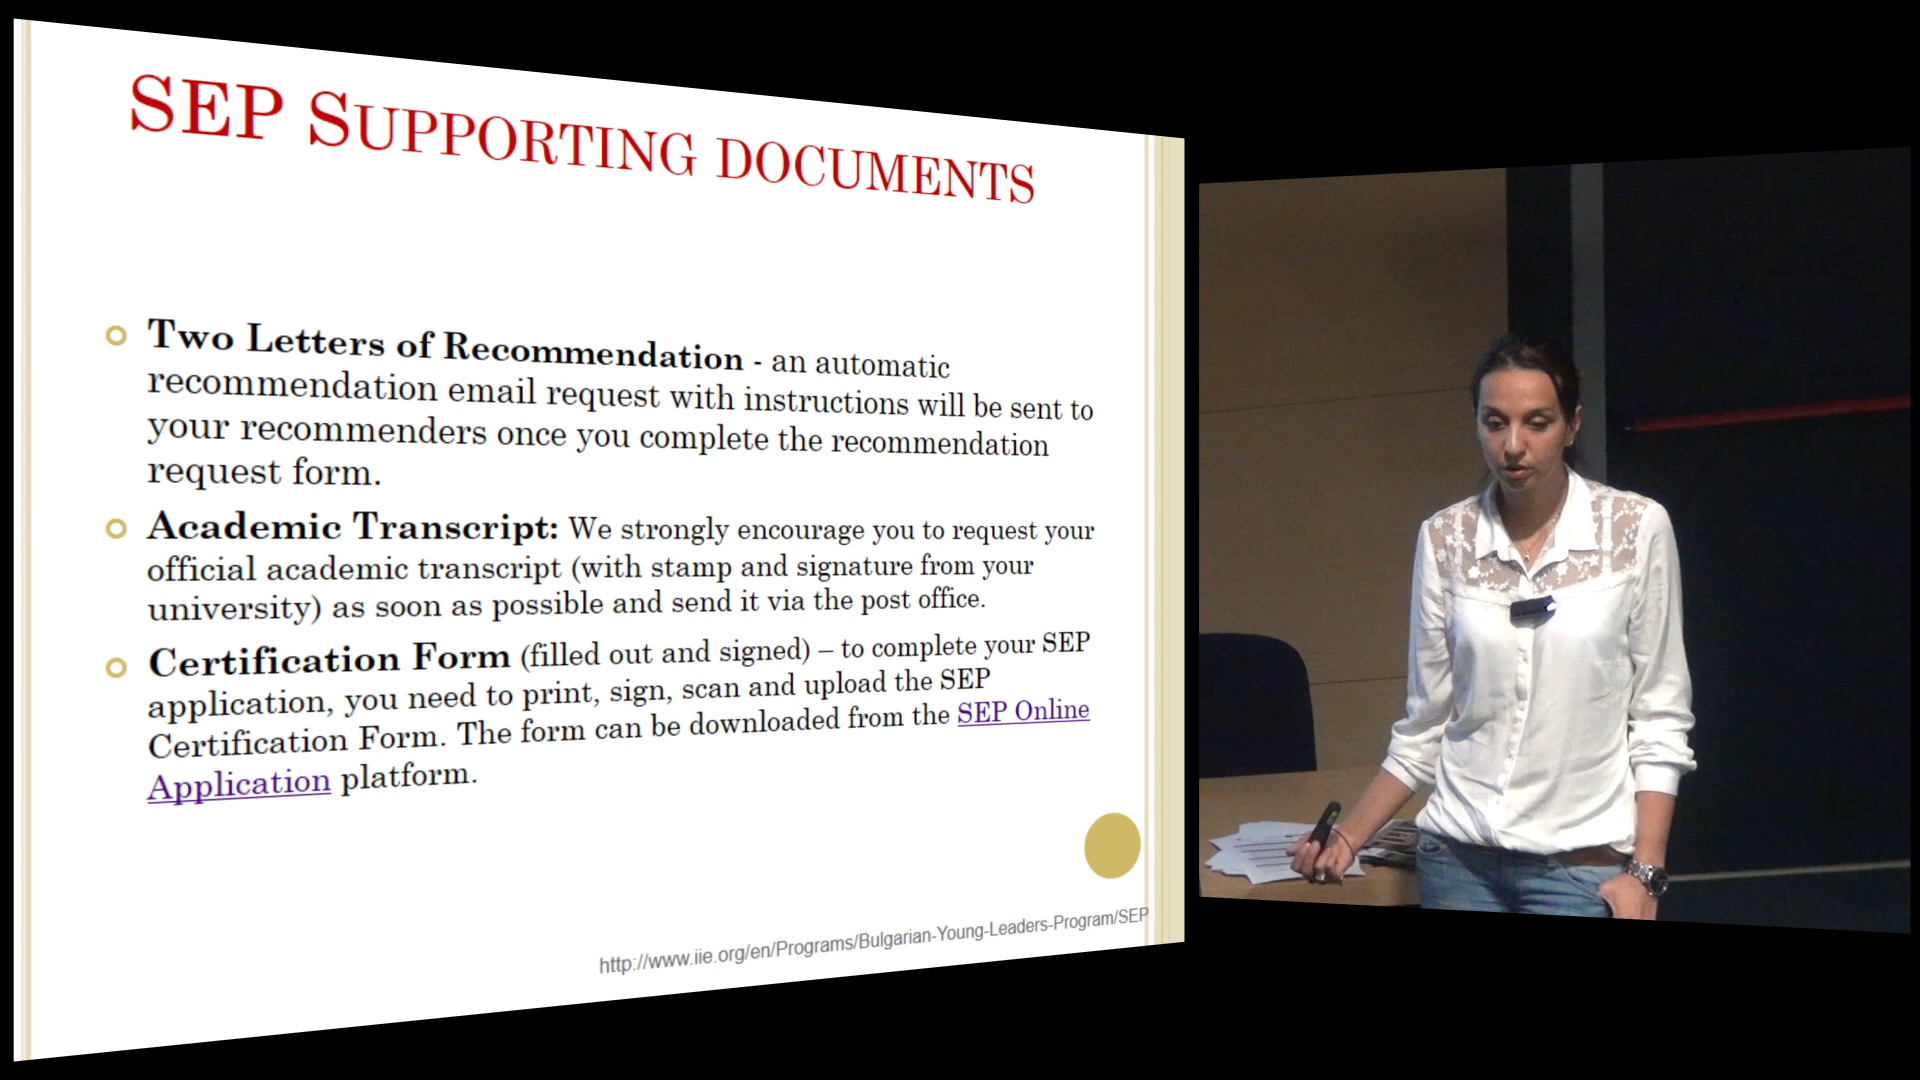 SEP SUPPORTING DOCUMENTS
Two Letters of Recommendation - an automatic
recommendation email request with instructions will be sent to
your recommenders once you complete the recommendation
request form.
Academic Transcript: We strongly encourage you to request your
official academic transcript (with stamp and signature from your
university) as soon as possible and send it via the post office.
Certification Form (filled out and signed) – to complete your SEP
application, you need to print, sign, scan and upload the SEP
Certification Form. The form can be downloaded from the SEP Online
Application platform.
http://www.iie.org/en/Programs/Bulgarian-Young-Leaders-Program/SEP